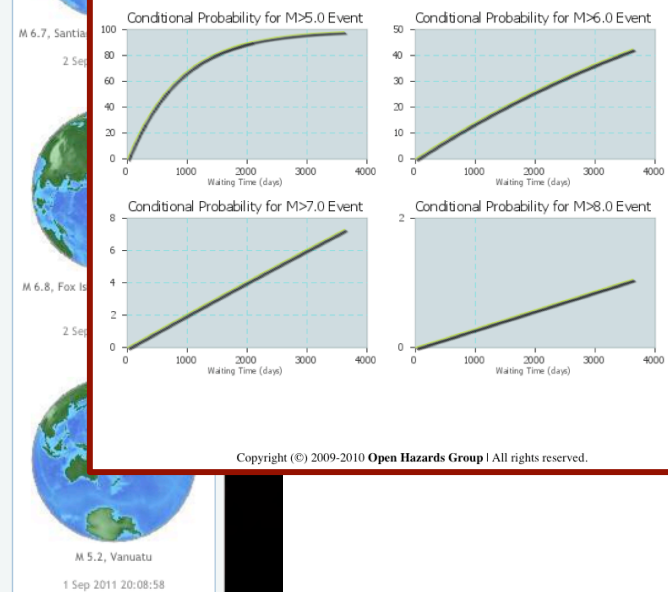 Conditional Probability for M>5.0 Event
100
80
60
40
20
0
0 1000 2000 3000 4000
Waiting Time (days)
Conditional Probability for M>6.0 Event
50
40
30
20
10
0
0 1000 2000 3000 4000
Waiting Time (days)
Conditional Probability for M>7.0 Event
8
6
4
2
0
0 1000 2000 3000 4000
Waiting Time (days)
Conditional Probability for M>8.0 Event
2
0
0 1000 2000 3000 4000
Waiting Time (days)
Copyright (©) 2009-2010 Open Hazards Group | All rights reserved.
M 6.7, Santia
2 Sep
M 6.8, Fox Is
2 Sep
M 5.2, Vanuatu
1 Sep 2011 20:08:58